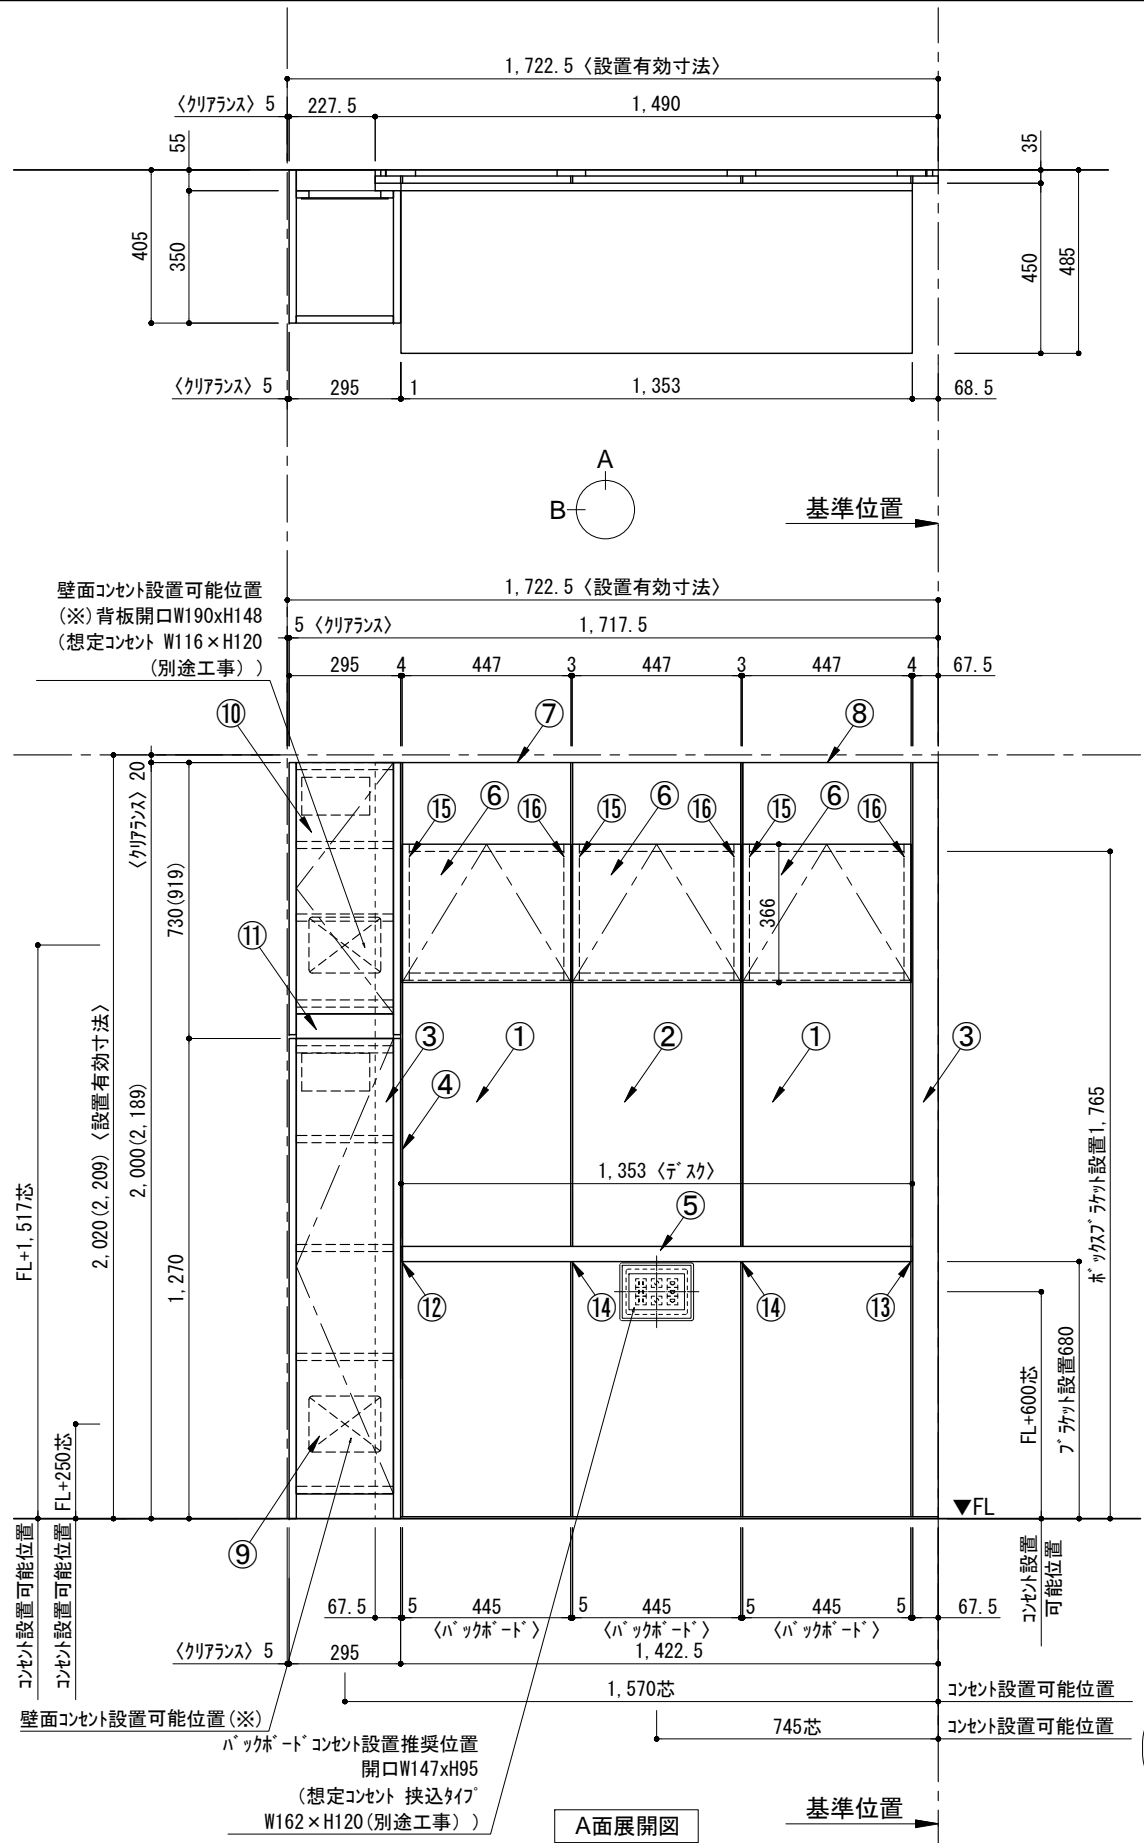 1,722.5〈設置有効寸法〉
〈クリアランス〉5
227.5
1,490
55
35
405
350
450
485
〈クリアランス〉5
295
1
1,353
68.5
A
B
基準位置
1,722.5〈設置有効寸法〉
壁面コンセント設置可能位置
(※)背板開口W190xH148
(想定コンセント W116×H120
(別途工事))
5〈クリアランス〉
1,717.5
295
4
447
3
447
3
447
4
67.5
⑩
⑦
⑧
〈クリアランス〉20
⑮
⑥
⑯
⑮
⑥
⑯
⑮
⑥
⑯
730(919)
366
⑪
③
①
②
①
③
④
FL+1,517芯
2,020(2,209)〈設置有効寸法〉
2,000(2,189)
1,270
1,353〈デスク〉
⑤
⑫
⑭
⑭
⑬
ボックスブラケット設置1,765
FL+600芯
ブラケット設置680
FL+250芯
▼FL
⑨
コンセント設置可能位置
コンセント設置可能位置
コンセント設置
可能位置
67.5
5
445
5
445
5
445
5
67.5
〈バックボード〉
〈バックボード〉
〈バックボード〉
〈クリアランス〉5
295
1,422.5
1,570芯
コンセント設置可能位置
壁面コンセント設置可能位置(※)
745芯
コンセント設置可能位置
バックボードコンセント設置推奨位置
開口W147xH95
(想定コンセント 挟込タイプ
W162×H120(別途工事))
A面展開図
基準位置